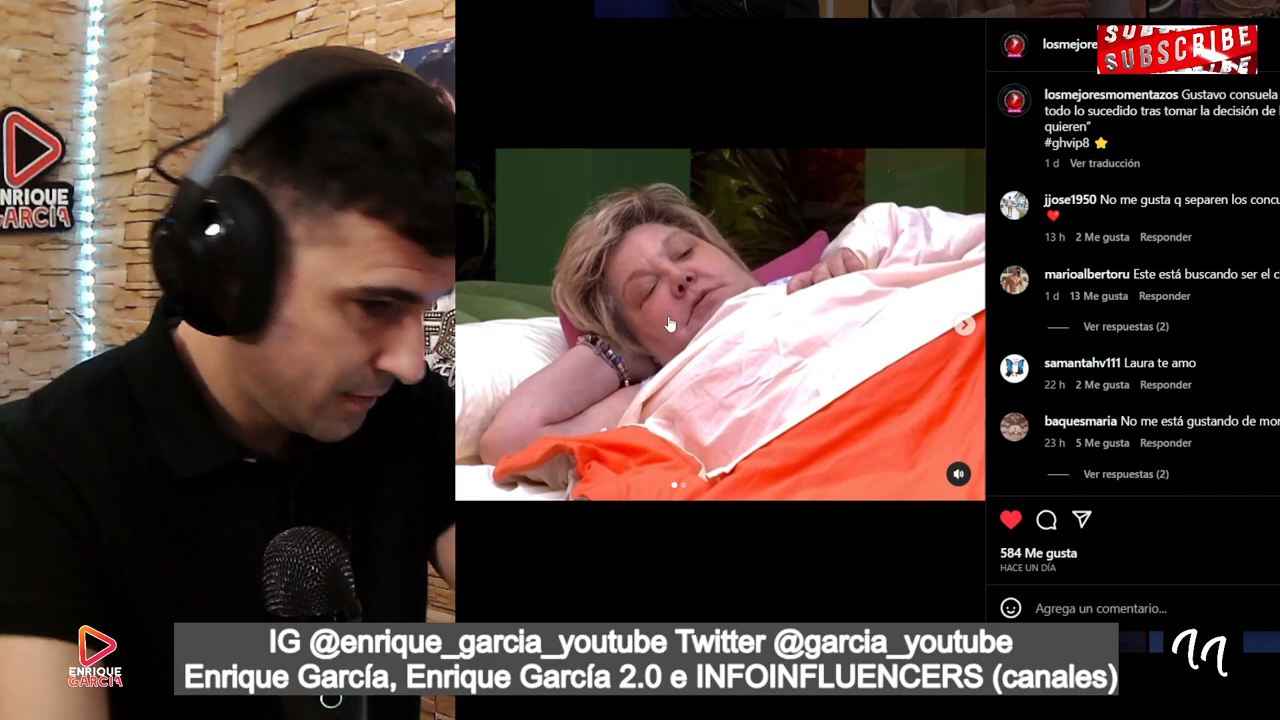 SUBSCRIBE
losmejore
losmejoresmomentazos Gustavo consuela
todo lo sucedido tras tomar la decisión de
quieren"
#ghvip8
1 d Ver traducción
jjose1950 No me gusta q separen los concu
13 h 2 Me gusta Responder
marioalbertoru Este está buscando ser el c
1 d 13 Me gusta Responder
Ver respuestas (2)
samantahv111 Laura te amo
22 h 2 Me gusta Responder
baquesmaria No me está gustando de mo
23 h 5 Me gusta Responder
Ver respuestas (2)
584 Me gusta
HACE UN DÍA
Agrega un comentario...
ENRIQUE
GARCÍA
ENRIQUE
GARCÍA
IG @enrique_garcia_youtube Twitter @garcia_youtube
Enrique García, Enrique García 2.0 e INFOINFLUENCERS (canales)